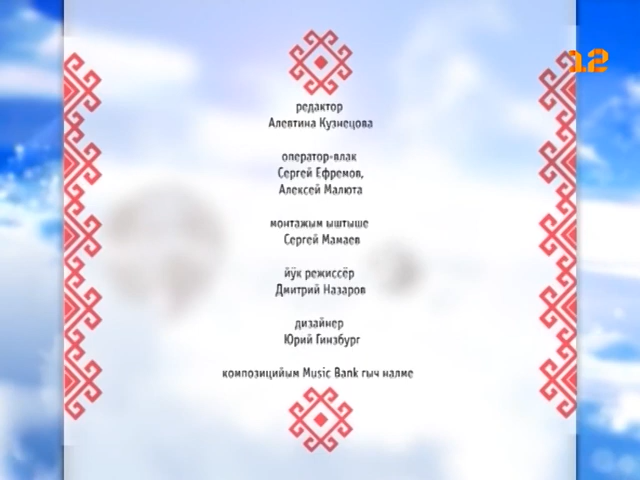 12
редактор
Алевтина Кузнецова
оператор-влак
Сергей Ефремов,
Алексей Малюта
монтажым ыштыше
Сергей Мамаев
йӱк режиссёр
Дмитрий Назаров
дизайнер
Юрий Гинзбург
композицийым Music Bank гыч налме